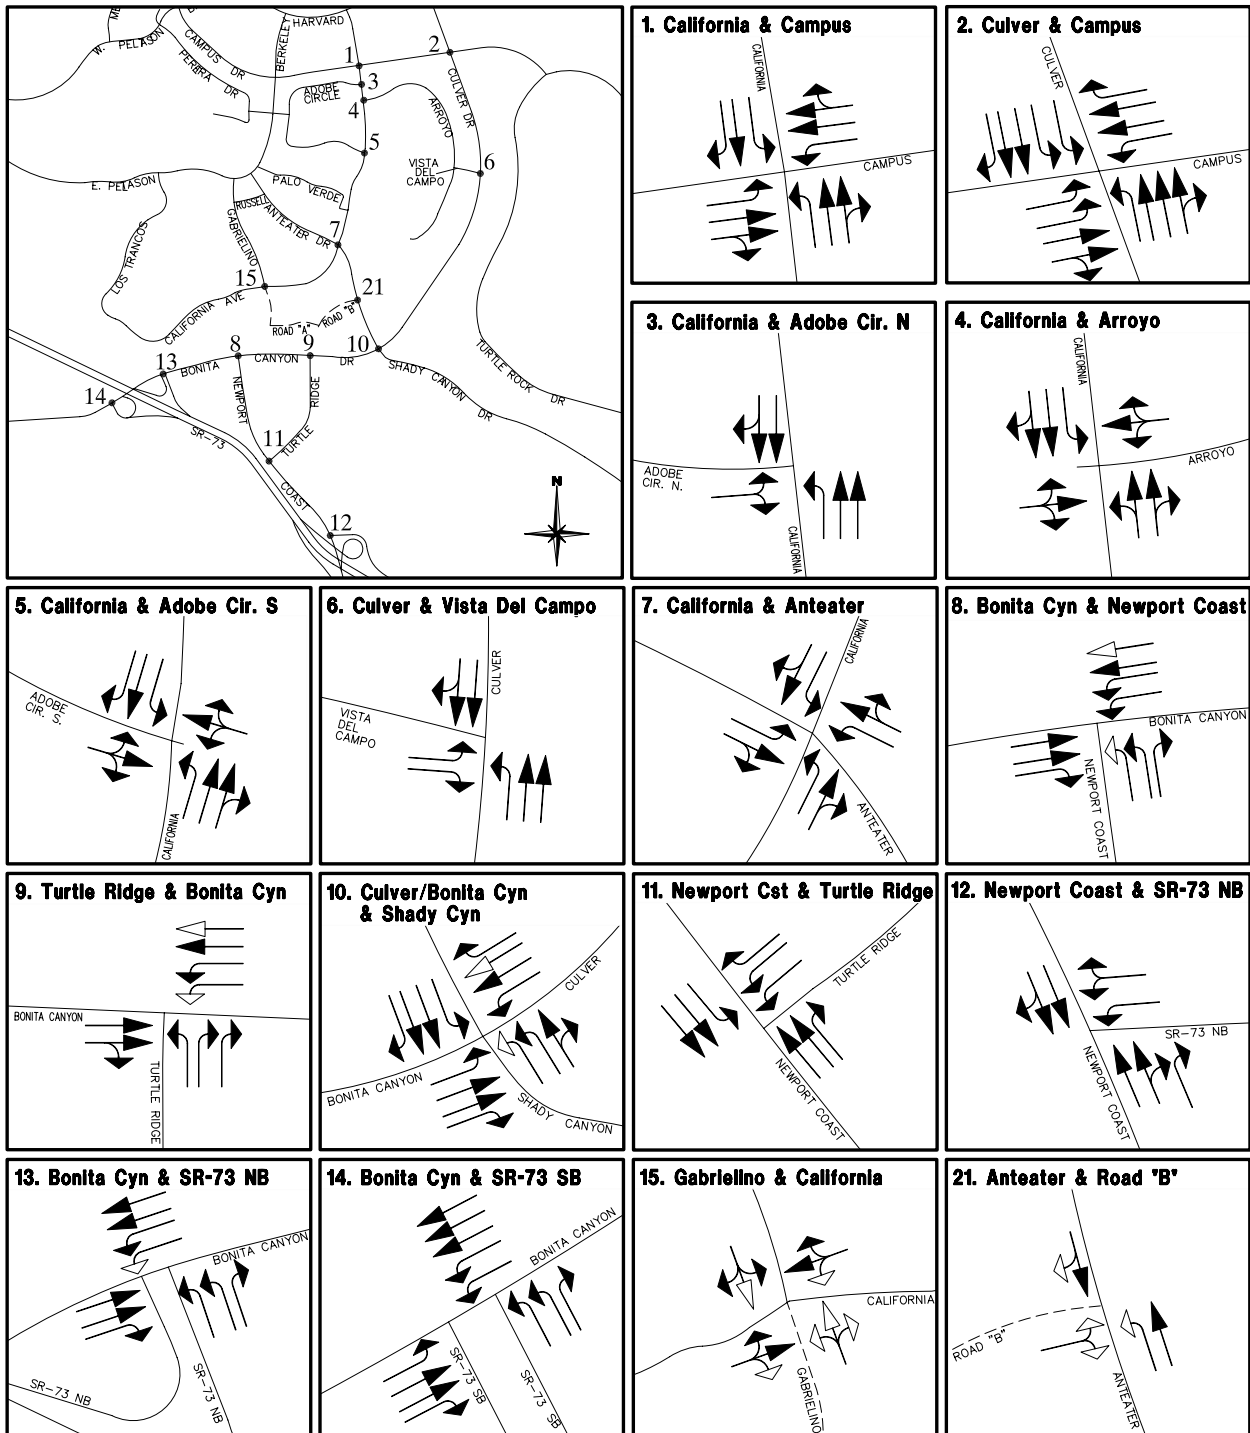 HARVARD
BERKELEY
W. PELASON
CAMPUS DR
PERARA DR
1
2
3
ADOBE
CIRCLE
4
CULVER DR
ARROYO
5
VISTA
DEL
CAMPO
6
E. PELASON
PALO VERDE
RUSSELL
ANTEATER DR
GABRIELINO
LOS TRANCOS
7
15
21
CALIFORNIA AVE
ROAD "A"
ROAD "B"
13
8
9
10
BONITA
CANYON
DR
SHADY CANYON
DR
TURTLE ROCK DR
NEWPORT
RIDGE
TURTLE
14
SR-73
11
COAST
12
N
1. California & Campus
CALIFORNIA
CAMPUS
2. Culver & Campus
CULVER
CAMPUS
3. California & Adobe Cir. N
ADOBE
CIR. N.
CALIFORNIA
4. California & Arroyo
CALIFORNIA
ARROYO
5. California & Adobe Cir. S
ADOBE
CIR. S.
CALIFORNIA
6. Culver & Vista Del Campo
CULVER
VISTA
DEL
CAMPO
7. California & Anteater
CALIFORNIA
ANTEATER
8. Bonita Cyn & Newport Coast
BONITA CANYON
NEWPORT COAST
9. Turtle Ridge & Bonita Cyn
BONITA CANYON
TURTLE RIDGE
10. Culver/Bonita Cyn
& Shady Cyn
CULVER
BONITA CANYON
SHADY CANYON
11. Newport Cst & Turtle Ridge
TURTLE RIDGE
NEWPORT COAST
12. Newport Coast & SR-73 NB
SR-73 NB
NEWPORT COAST
13. Bonita Cyn & SR-73 NB
BONITA CANYON
SR-73 NB
SR-73 NB
14. Bonita Cyn & SR-73 SB
BONITA CANYON
SR-73 SB
SR-73 SB
15. Gabrielino & California
CALIFORNIA
GABRIELINO
21. Anteater & Road "B"
ROAD "B"
ANTEATER